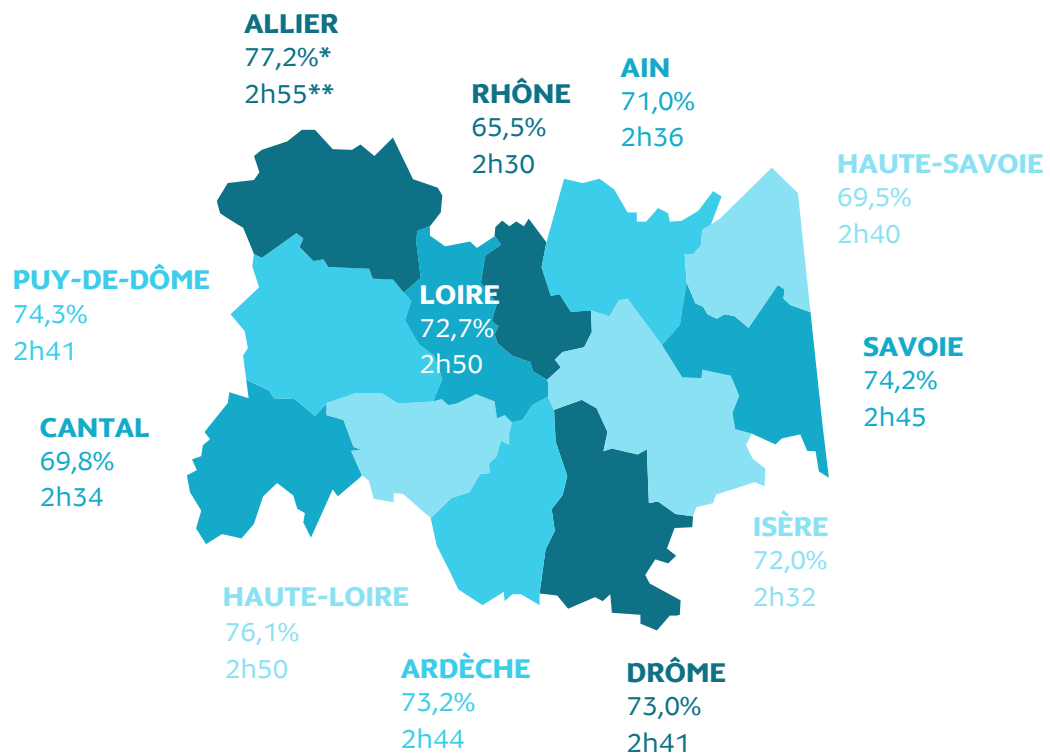 ALLIER
77,2%*
2h55**
RHÔNE
65,5%
2h30
AIN
71,0%
2h36
HAUTE-SAVOIE
69,5%
2h40
PUY-DE-DÔME
74,3%
2h41
LOIRE
72,7%
2h50
SAVOIE
74,2%
2h45
CANTAL
69,8%
2h34
ISÈRE
72,0%
2h32
HAUTE-LOIRE
76,1%
2h50
ARDÈCHE
73,2%
2h44
DRÔME
73,0%
2h41